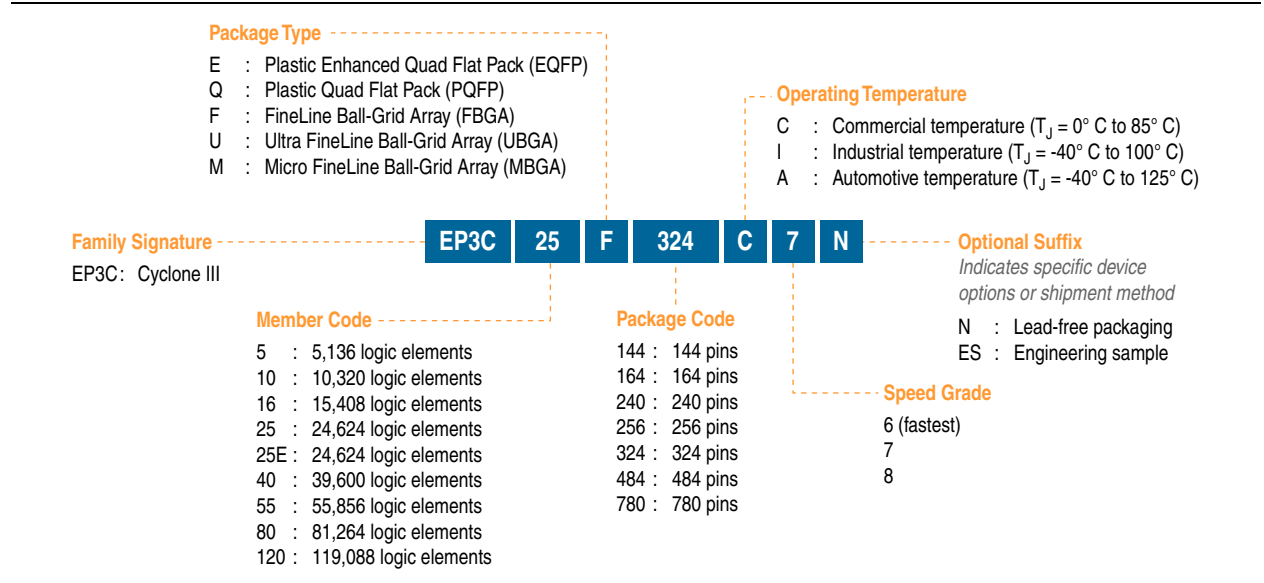 Package Type
E : Plastic Enhanced Quad Flat Pack (EQFP)
Q : Plastic Quad Flat Pack (PQFP)
F : FineLine Ball-Grid Array (FBGA)
U : Ultra FineLine Ball-Grid Array (UBGA)
M : Micro FineLine Ball-Grid Array (MBGA)
Operating Temperature
C : Commercial temperature (TJ = 0° C to 85° C)
I : Industrial temperature (TJ = -40° C to 100° C)
A : Automotive temperature (TJ = -40° C to 125° C)
Family Signature
EP3C : Cyclone III
EP3C 25 F 324 C 7 N
Optional Suffix
Indicates specific device
options or shipment method
N : Lead-free packaging
ES : Engineering sample
Member Code
5 : 5,136 logic elements
10 : 10,320 logic elements
16 : 15,408 logic elements
25 : 24,624 logic elements
25E : 24,624 logic elements
40 : 39,600 logic elements
55 : 55,856 logic elements
80 : 81,264 logic elements
120 : 119,088 logic elements
Package Code
144 : 144 pins
164 : 164 pins
240 : 240 pins
256 : 256 pins
324 : 324 pins
484 : 484 pins
780 : 780 pins
Speed Grade
6 (fastest)
7
8